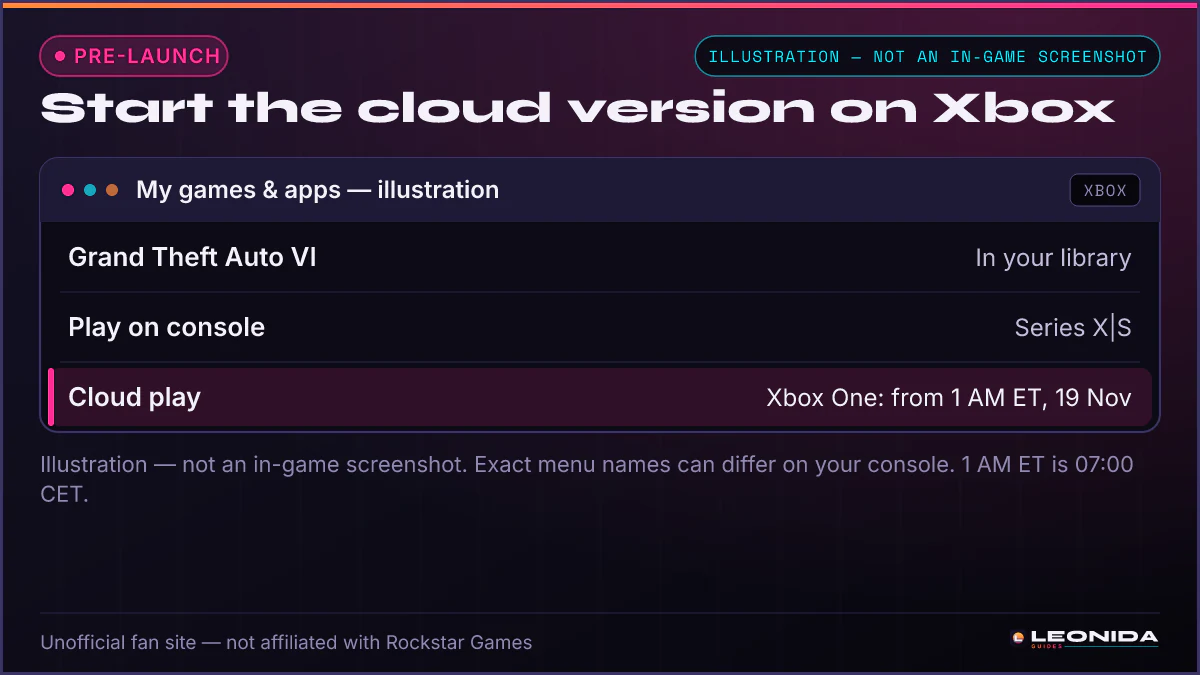 PRE-LAUNCH
ILLUSTRATION — NOT AN IN-GAME SCREENSHOT
Start the cloud version on Xbox
My games & apps — illustration
XBOX
Grand Theft Auto VI
In your library
Play on console
Series X|S
Cloud play
Xbox One: from 1 AM ET, 19 Nov
Illustration — not an in-game screenshot. Exact menu names can differ on your console. 1 AM ET is 07:00
CET.
Unofficial fan site — not affiliated with Rockstar Games
LEONIDA
GUIDES